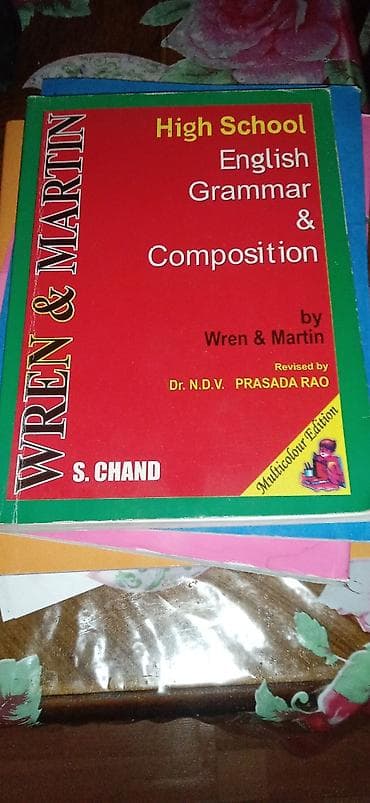 WREN & MARTIN
High School
English
Grammar
&
Composition
by
Wren & Martin
Revised by
Dr. N.D.V. PRASADA RAO
S. CHAND
Multicolour Edition